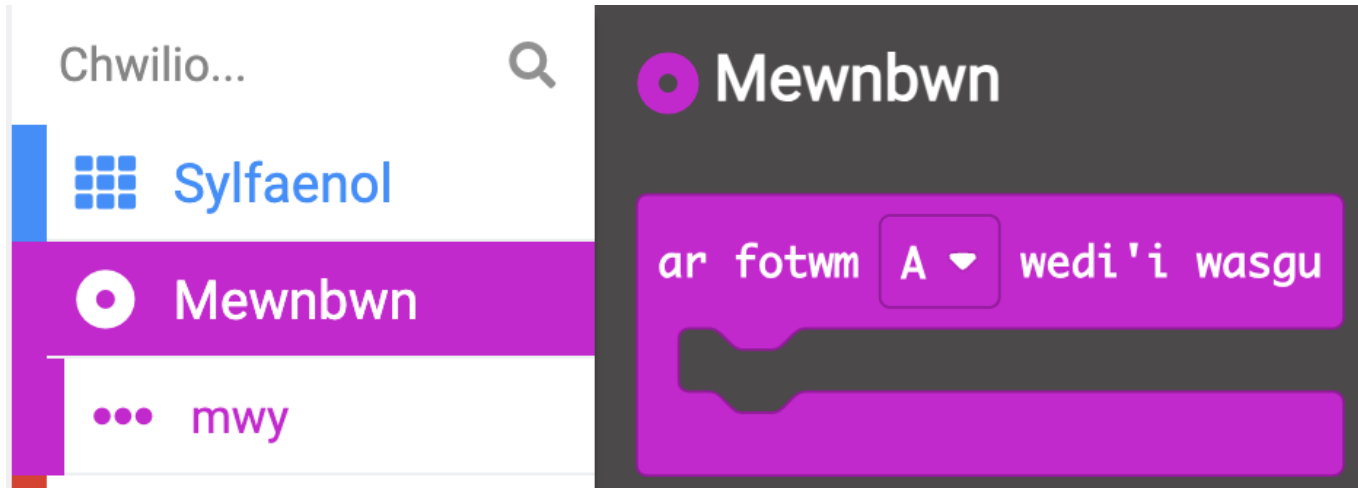 Chwilio...
Sylfaenol
Mewnbwn
mwy
Mewnbwn
ar fotwm A wedi'i wasgu